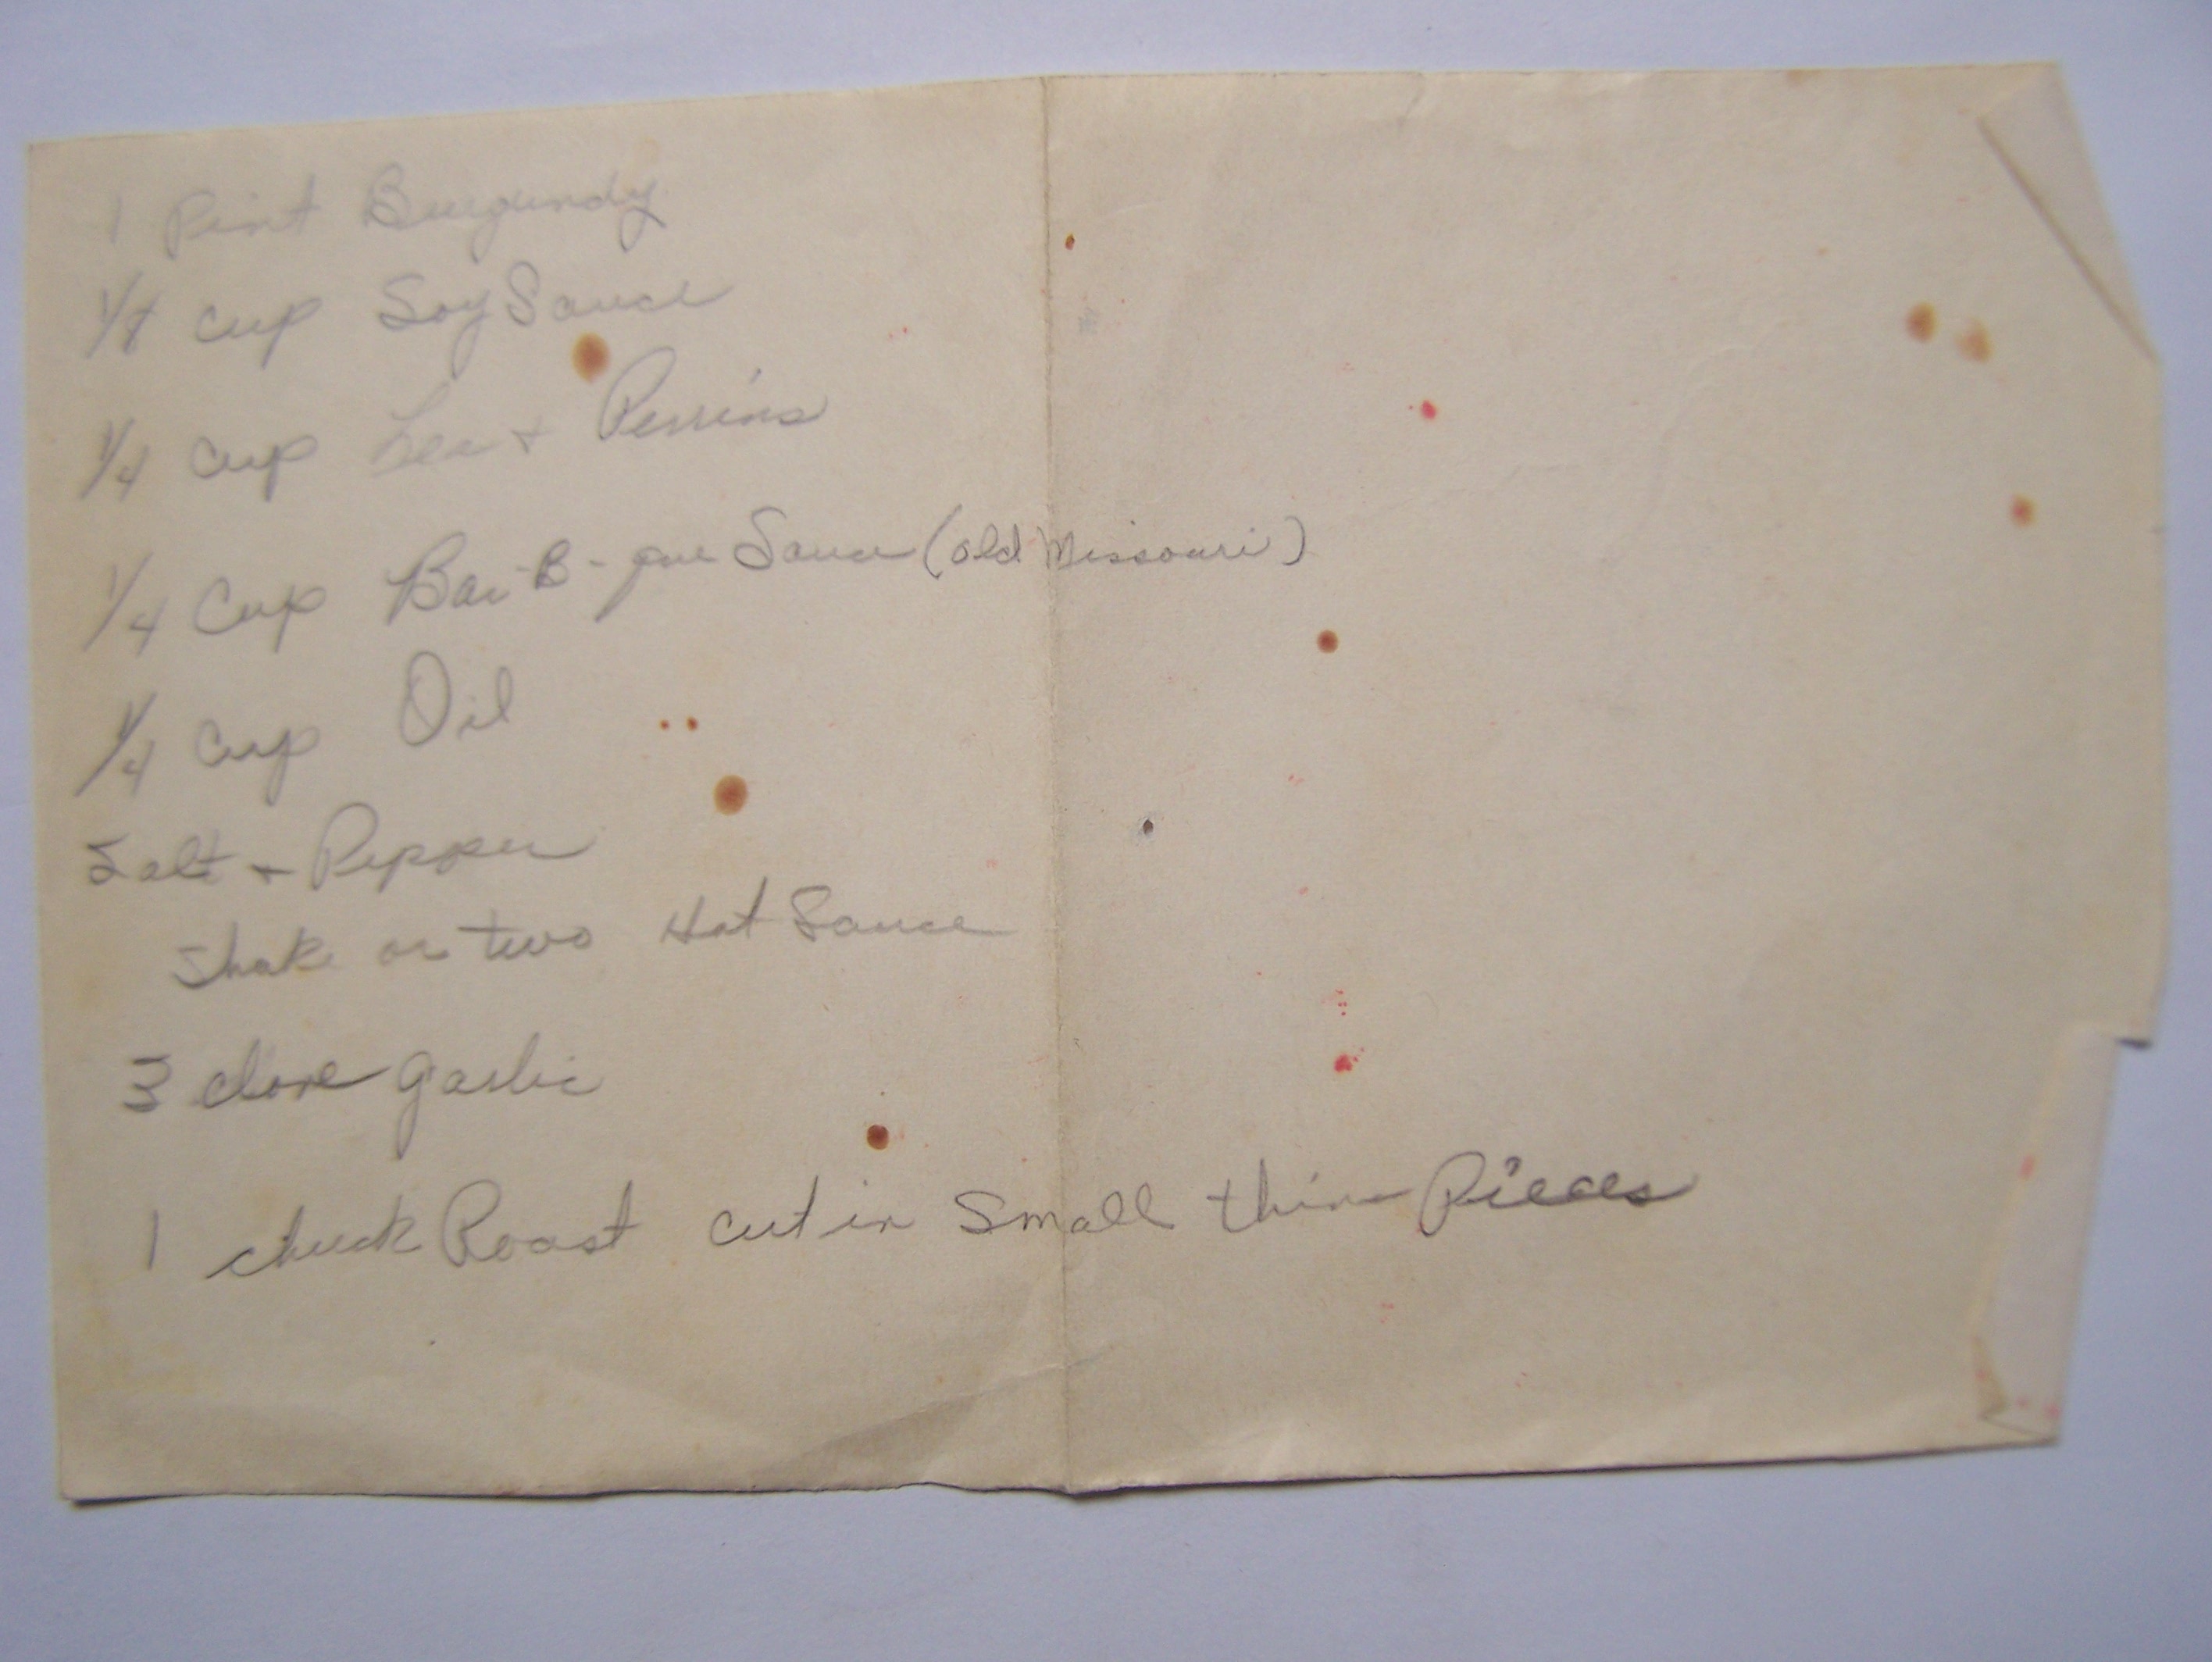 1 Pint Burgundy
1/4 cup Soy Sauce
1/4 cup Lea + Perrins
1/4 Cup Bar-B-que Sauce (old Missouri)
1/4 cup Oil
Salt + Pepper
Shake or two Hot Sauce
3 clove garlic
1 chuck Roast cut in Small thin Pieces